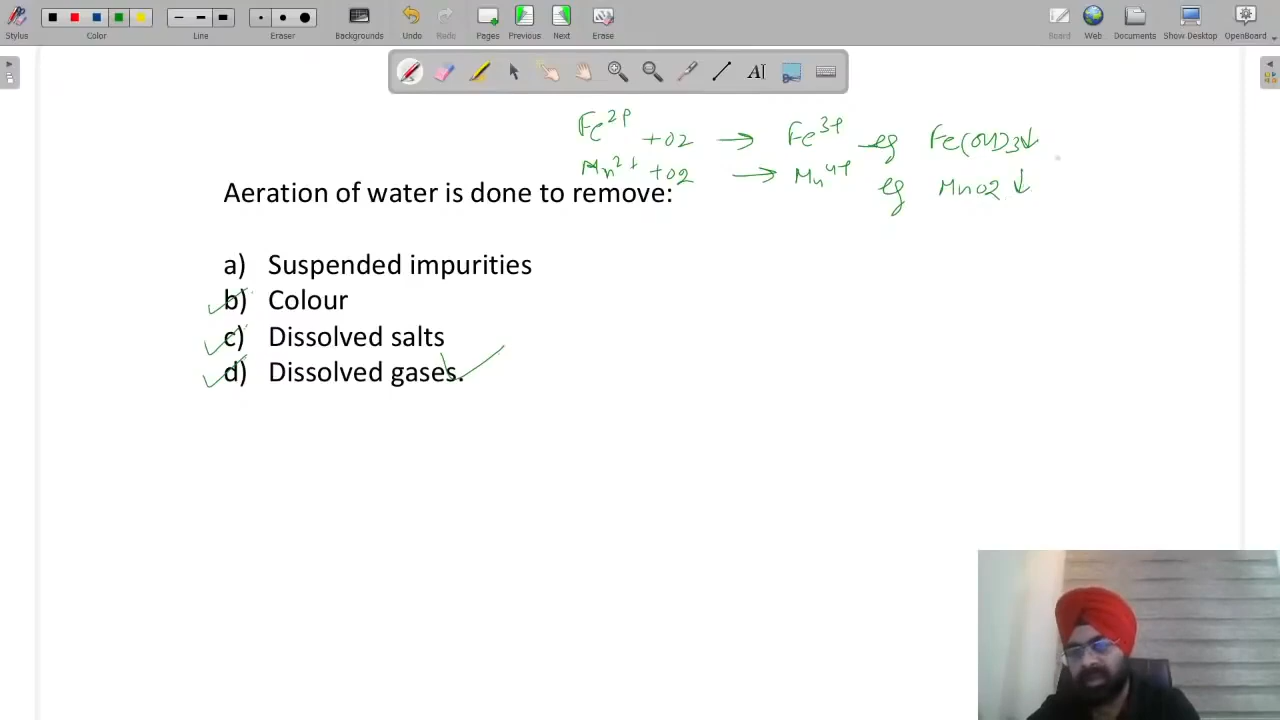 Stylus Color Line Eraser Backgrounds Undo Redo Pages Previous Next Erase Board Web Documents Show Desktop OpenBoard
Fe2+ +O2 → Fe3+ eg Fe(OH)3↓
Mn2+ +O2 → Mn4+ eg MnO2 ↓
Aeration of water is done to remove:
a) Suspended impurities
b) Colour
c) Dissolved salts
d) Dissolved gases.